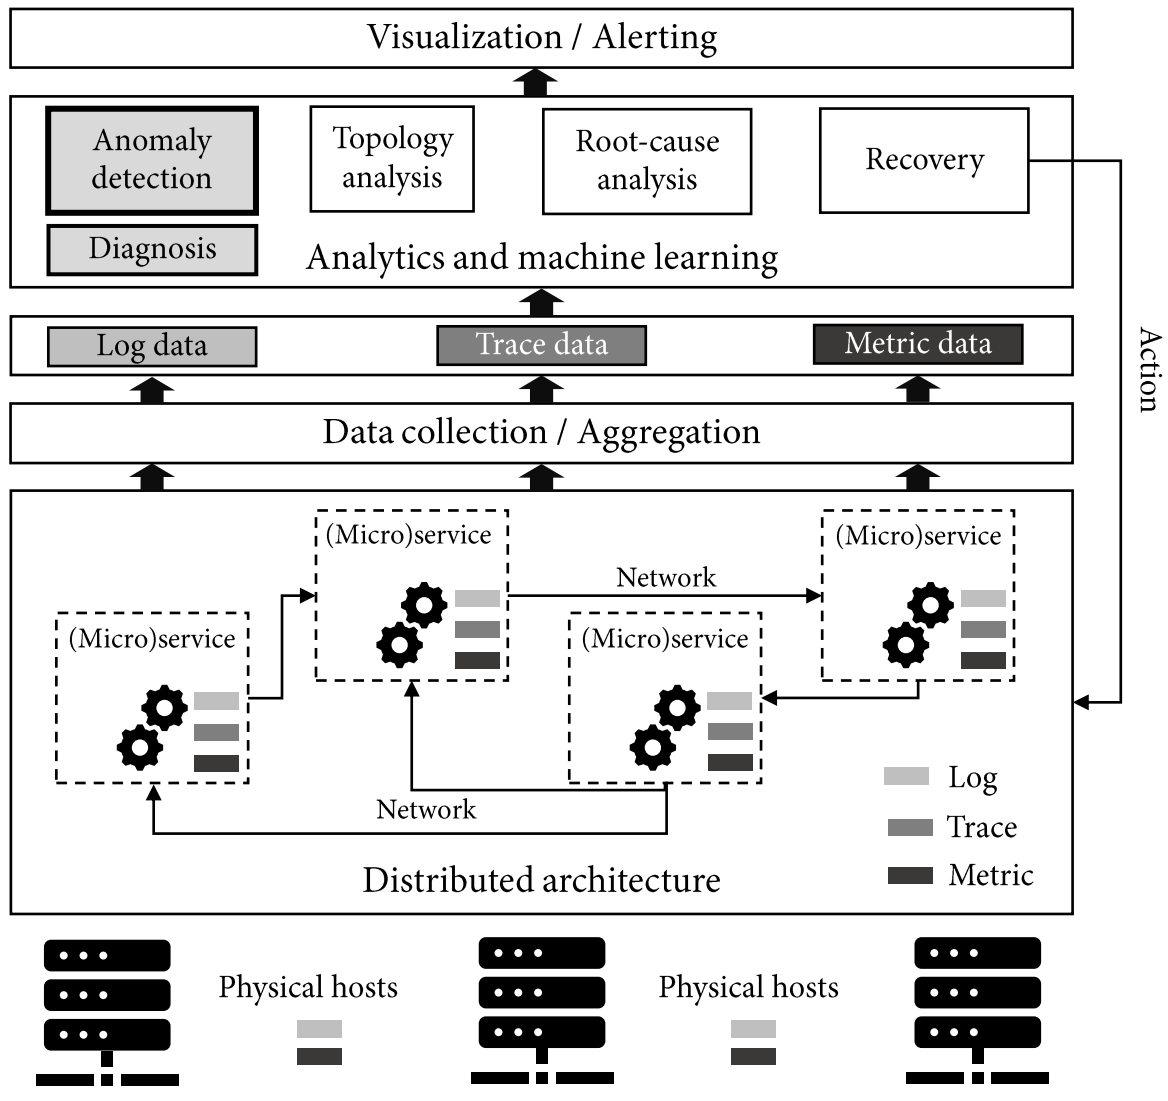 Visualization / Alerting
Anomaly
detection
Topology
analysis
Root-cause
analysis
Recovery
Diagnosis
Analytics and machine learning
Log data
Trace data
Metric data
Action
Data collection / Aggregation
(Micro)service
(Micro)service
Network
(Micro)service
(Micro)service
Network
Log
Trace
Metric
Distributed architecture
Physical hosts
Physical hosts